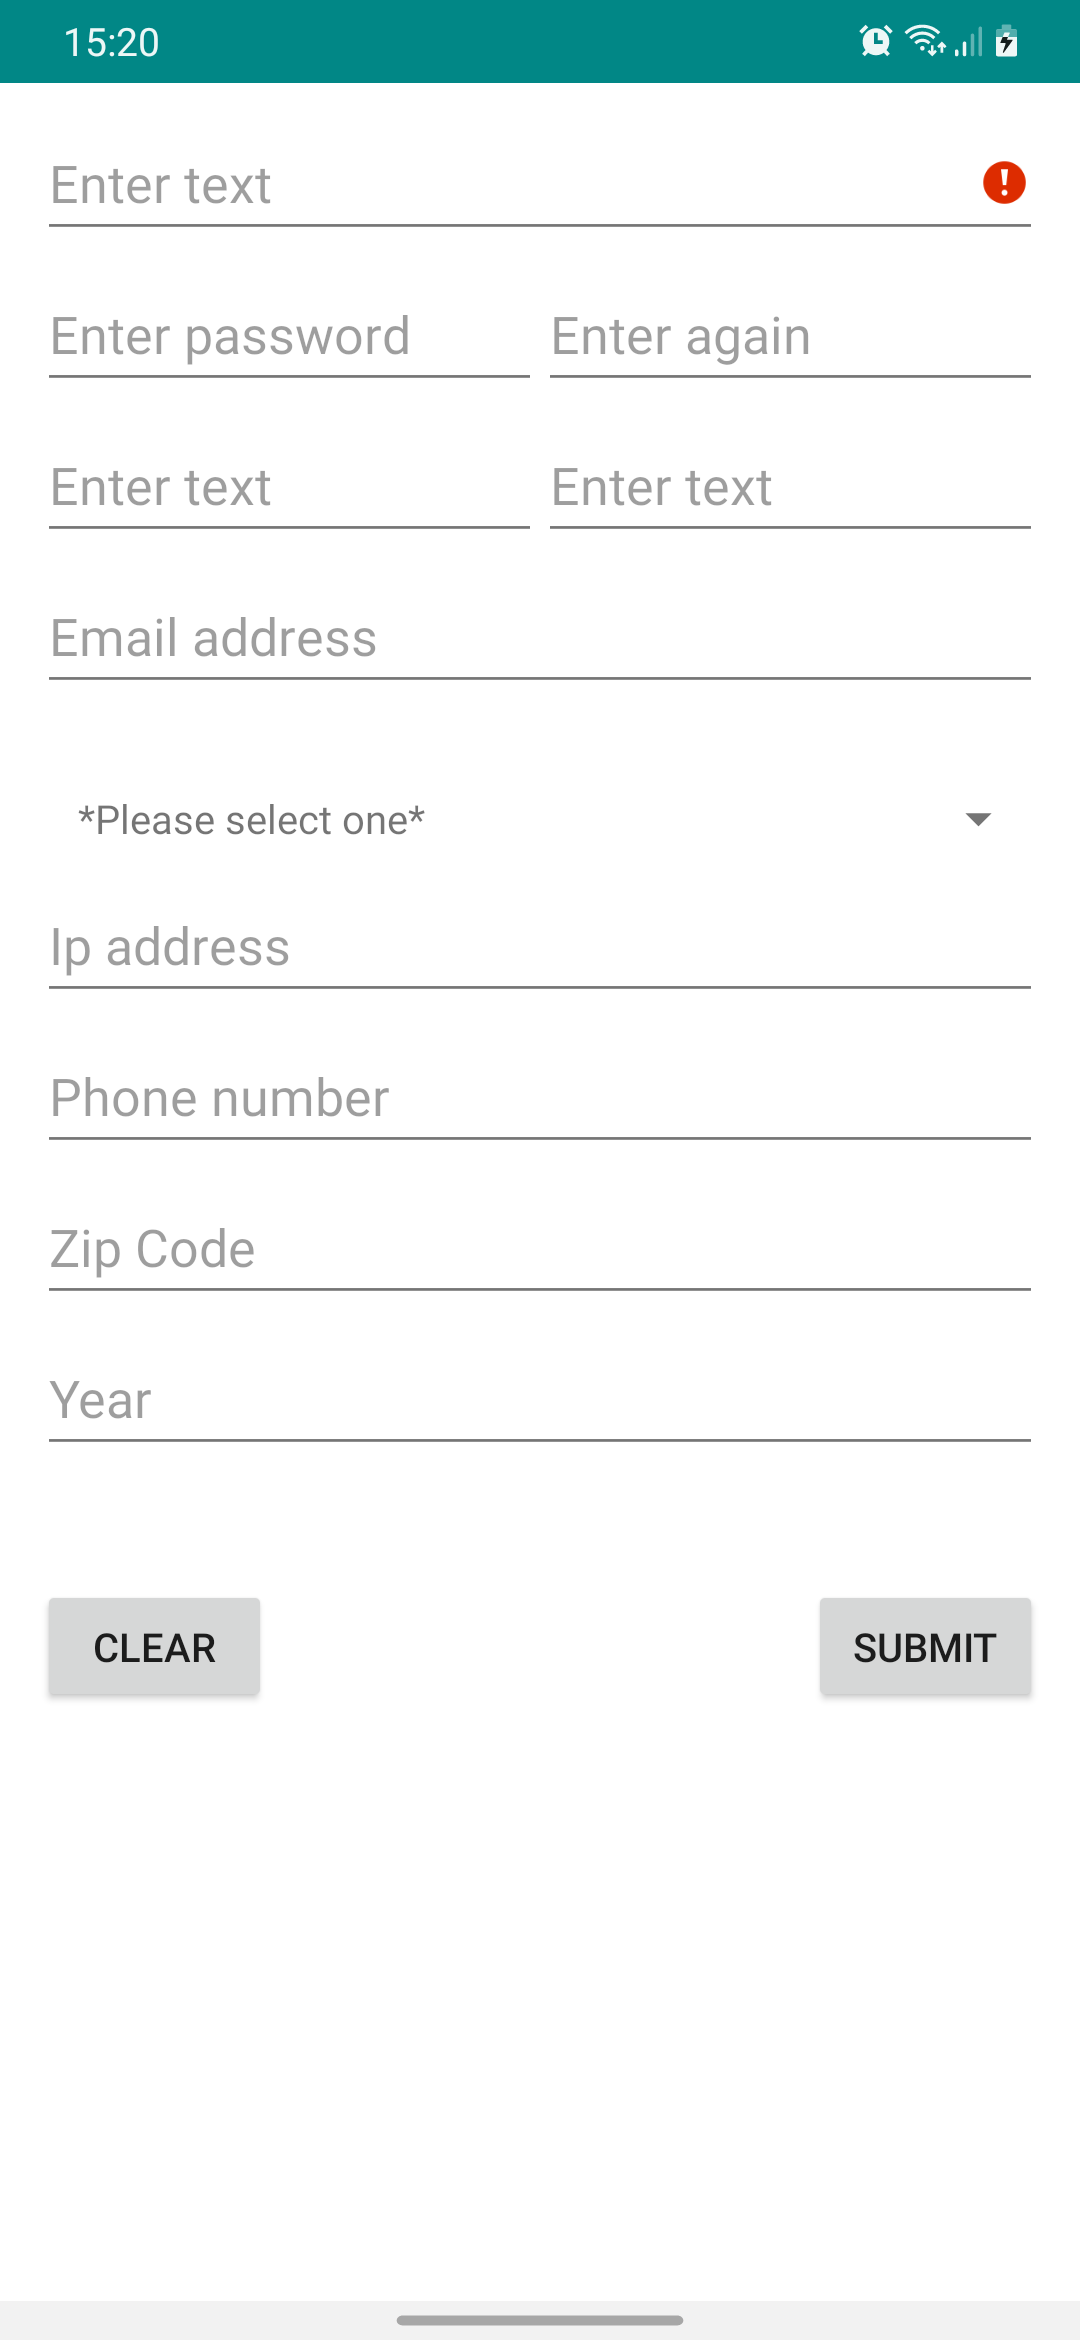 15:20
Enter text
Enter password Enter again
Enter text Enter text
Email address
*Please select one*
Ip address
Phone number
Zip Code
Year
CLEAR SUBMIT